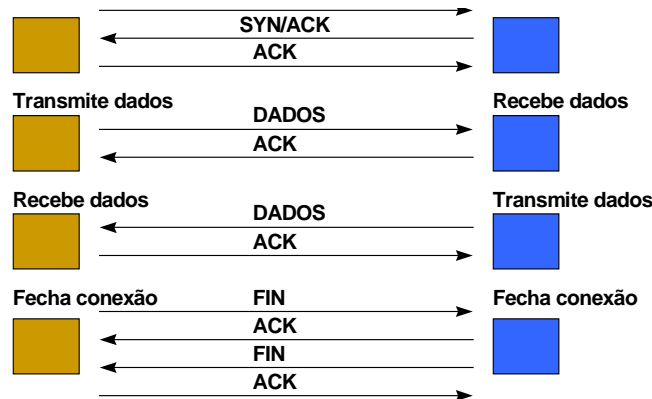 SYN/ACK
ACK
Transmite dados
Recebe dados
DADOS
ACK
Recebe dados
Transmite dados
DADOS
ACK
Fecha conexão
FIN
Fecha conexão
ACK
FIN
ACK